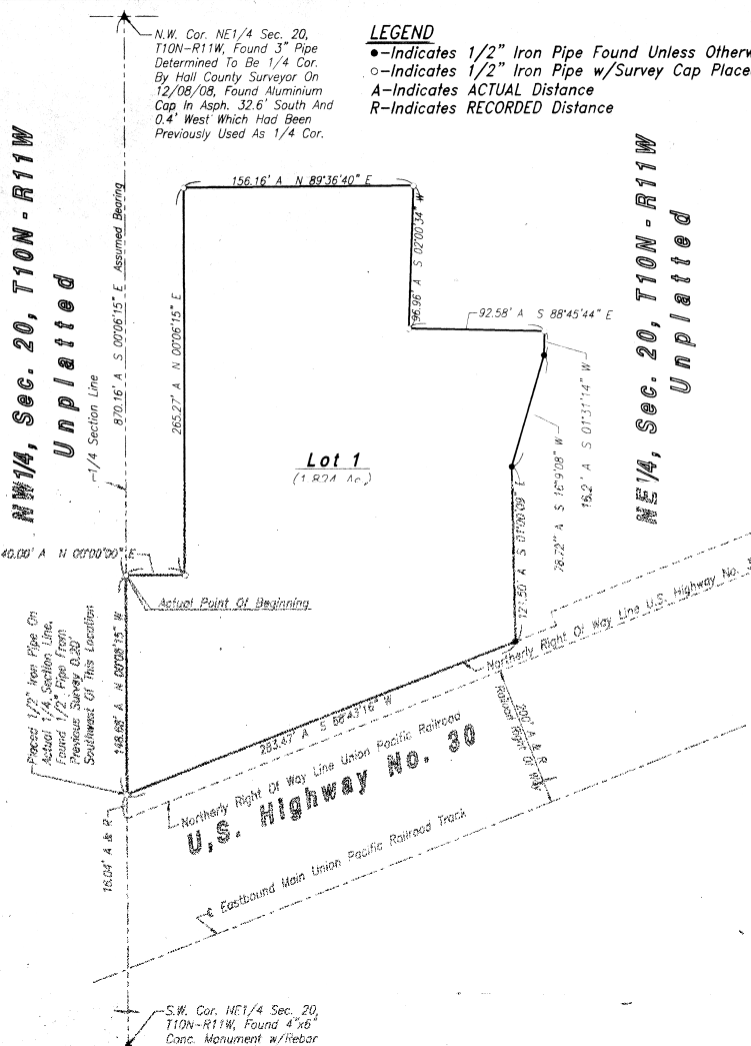 N.W. Cor. NE1/4 Sec. 20,
T10N-R11W, Found 3" Pipe
Determined To Be 1/4 Cor.
By Hall County Surveyor On
12/08/08, Found Aluminium
Cap In Asph. 32.6' South And
0.4' West Which Had Been
Previously Used As 1/4 Cor.
LEGEND
●-Indicates 1/2" Iron Pipe Found Unless Otherw
○-Indicates 1/2" Iron Pipe w/Survey Cap Place
A-Indicates ACTUAL Distance
R-Indicates RECORDED Distance
NW1/4, Sec. 20, T10N - R11W
Unplatted
1/4 Section Line
870.16' A S 00°06'15" E Assumed Bearing
156.16' A N 89°36'40" E
265.27' A N 00°06'15" E
96.96' A S 02°00'34" W
92.58' A S 88°45'44" E
16.2' A S 01°31'14" W
78.72" A S 16°9'08" W
121.50' A S 01°00'09" E
NE1/4, Sec. 20, T10N - R11W
Unplatted
Lot 1
(1.824 Ac.)
40.00' A N 00°00'00" E
Actual Point Of Beginning
Placed 1/2" Iron Pipe On
Actual 1/4 Section Line,
Found 1/2" Pipe From
Previous Survey 0.20'
Southwest Of This Location
148.68' A N 00°06'15" W
283.47' A S 66°43'16" W
Northerly Right Of Way Line U.S. Highway No.
Northerly Right Of Way Line Union Pacific Railroad
U.S. Highway No. 30
200' A & R
Railroad Right Of Way
16.04' A & R
℄ Eastbound Main Union Pacific Railroad Track
S.W. Cor. NE1/4 Sec. 20,
T10N-R11W, Found 4"x6"
Conc. Monument w/Rebar